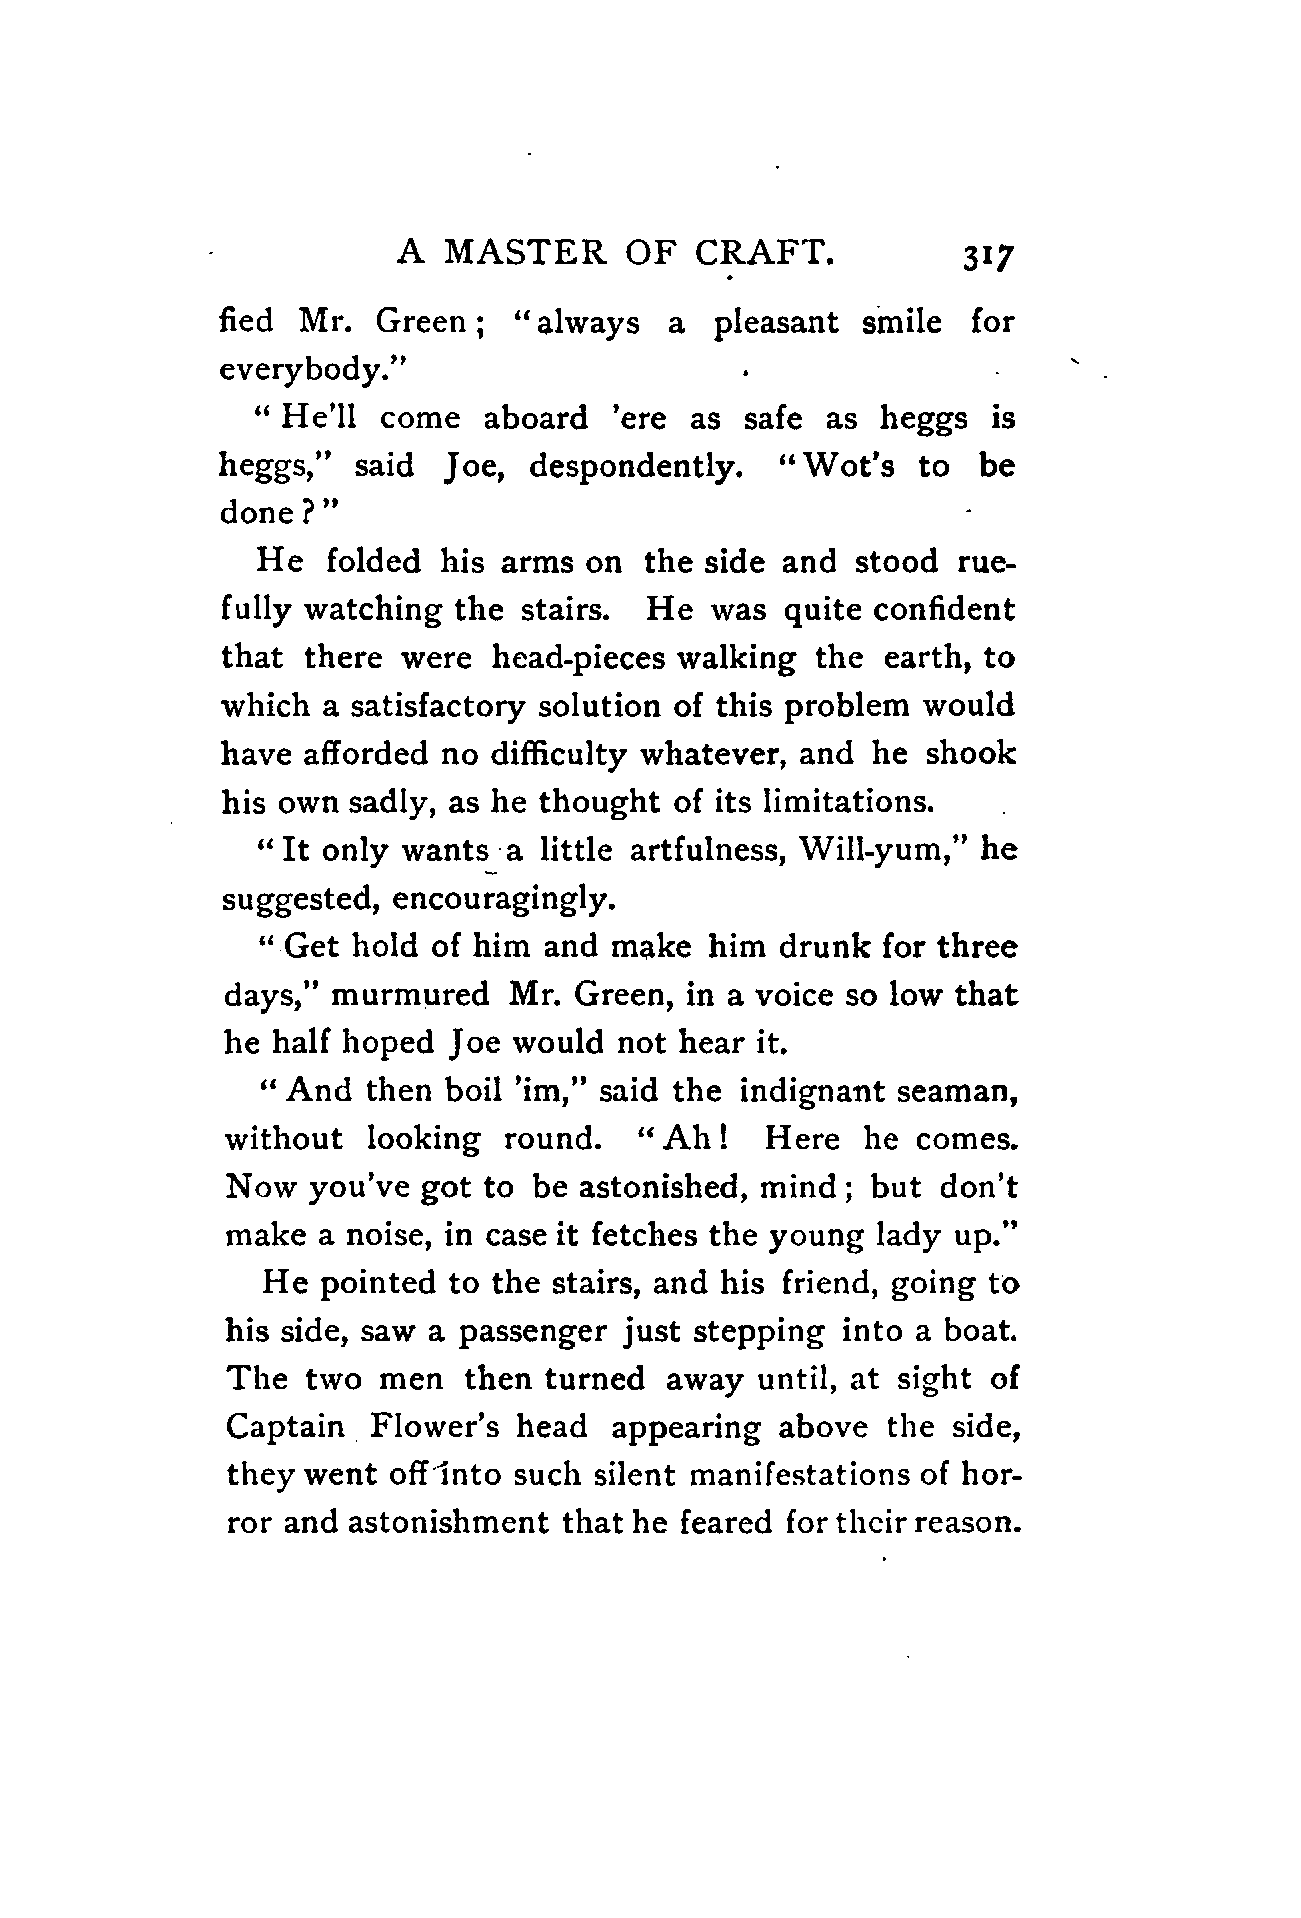 A MASTER OF CRAFT. 317
fied Mr. Green; "always a pleasant smile for
everybody."
"He'll come aboard 'ere as safe as heggs is
heggs," said Joe, despondently. "Wot's to be
done?"
He folded his arms on the side and stood rue-
fully watching the stairs. He was quite confident
that there were head-pieces walking the earth, to
which a satisfactory solution of this problem would
have afforded no difficulty whatever, and he shook
his own sadly, as he thought of its limitations.
"It only wants a little artfulness, Will-yum," he
suggested, encouragingly.
"Get hold of him and make him drunk for three
days," murmured Mr. Green, in a voice so low that
he half hoped Joe would not hear it.
"And then boil 'im," said the indignant seaman,
without looking round. "Ah! Here he comes.
Now you've got to be astonished, mind; but don't
make a noise, in case it fetches the young lady up."
He pointed to the stairs, and his friend, going to
his side, saw a passenger just stepping into a boat.
The two men then turned away until, at sight of
Captain Flower's head appearing above the side,
they went off into such silent manifestations of hor-
ror and astonishment that he feared for their reason.